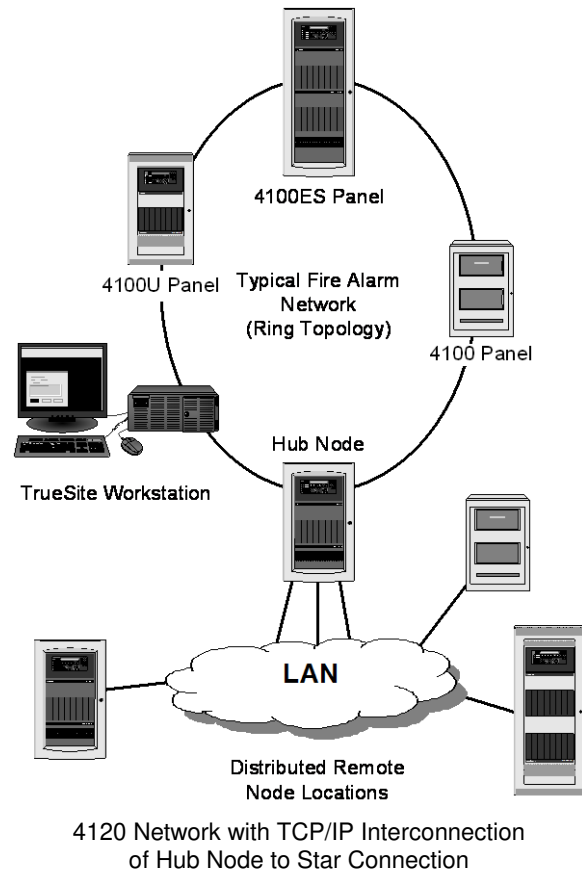 4100ES Panel
4100U Panel
Typical Fire Alarm
Network
(Ring Topology)
4100 Panel
Hub Node
TrueSite Workstation
LAN
Distributed Remote
Node Locations
4120 Network with TCP/IP Interconnection
of Hub Node to Star Connection